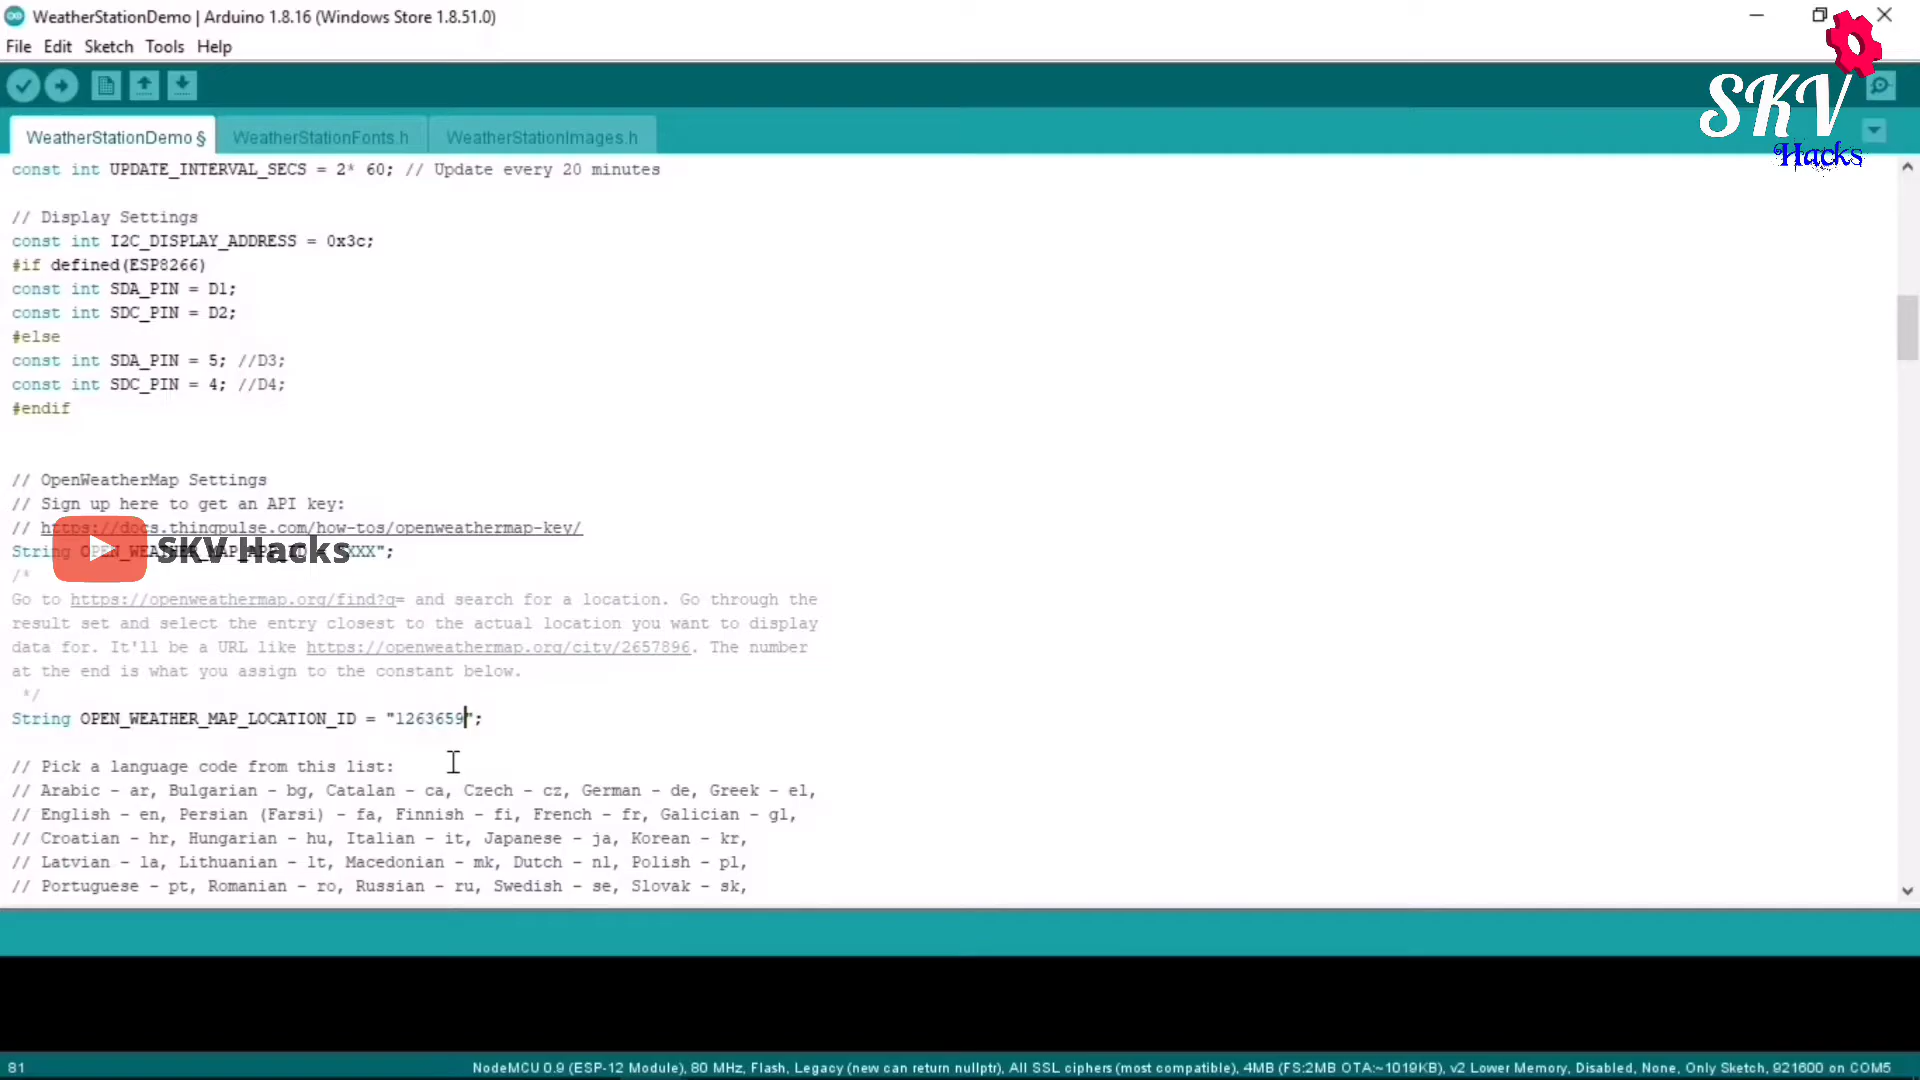 WeatherStationDemo | Arduino 1.8.16 (Windows Store 1.8.51.0)
File Edit Sketch Tools Help
SKV
Hacks
WeatherStationDemo § WeatherStationFonts.h WeatherStationImages.h
const int UPDATE_INTERVAL_SECS = 2* 60; // Update every 20 minutes
// Display Settings
const int I2C_DISPLAY_ADDRESS = 0x3c;
#if defined(ESP8266)
const int SDA_PIN = D1;
const int SDC_PIN = D2;
#else
const int SDA_PIN = 5; //D3;
const int SDC_PIN = 4; //D4;
#endif
// OpenWeatherMap Settings
// Sign up here to get an API key:
// https://docs.thingpulse.com/how-tos/openweathermap-key/
String OPEN_WEATHER_MAP_APP_ID = "XXX";
SKV Hacks
/*
Go to https://openweathermap.org/find?q= and search for a location. Go through the
result set and select the entry closest to the actual location you want to display
data for. It'll be a URL like https://openweathermap.org/city/2657896. The number
at the end is what you assign to the constant below.
*/
String OPEN_WEATHER_MAP_LOCATION_ID = "1263659";
// Pick a language code from this list:
// Arabic - ar, Bulgarian - bg, Catalan - ca, Czech - cz, German - de, Greek - el,
// English - en, Persian (Farsi) - fa, Finnish - fi, French - fr, Galician - gl,
// Croatian - hr, Hungarian - hu, Italian - it, Japanese - ja, Korean - kr,
// Latvian - la, Lithuanian - lt, Macedonian - mk, Dutch - nl, Polish - pl,
// Portuguese - pt, Romanian - ro, Russian - ru, Swedish - se, Slovak - sk,
81 NodeMCU 0.9 (ESP-12 Module), 80 MHz, Flash, Legacy (new can return nullptr), All SSL ciphers (most compatible), 4MB (FS:2MB OTA:~1019KB), v2 Lower Memory, Disabled, None, Only Sketch, 921600 on COM5